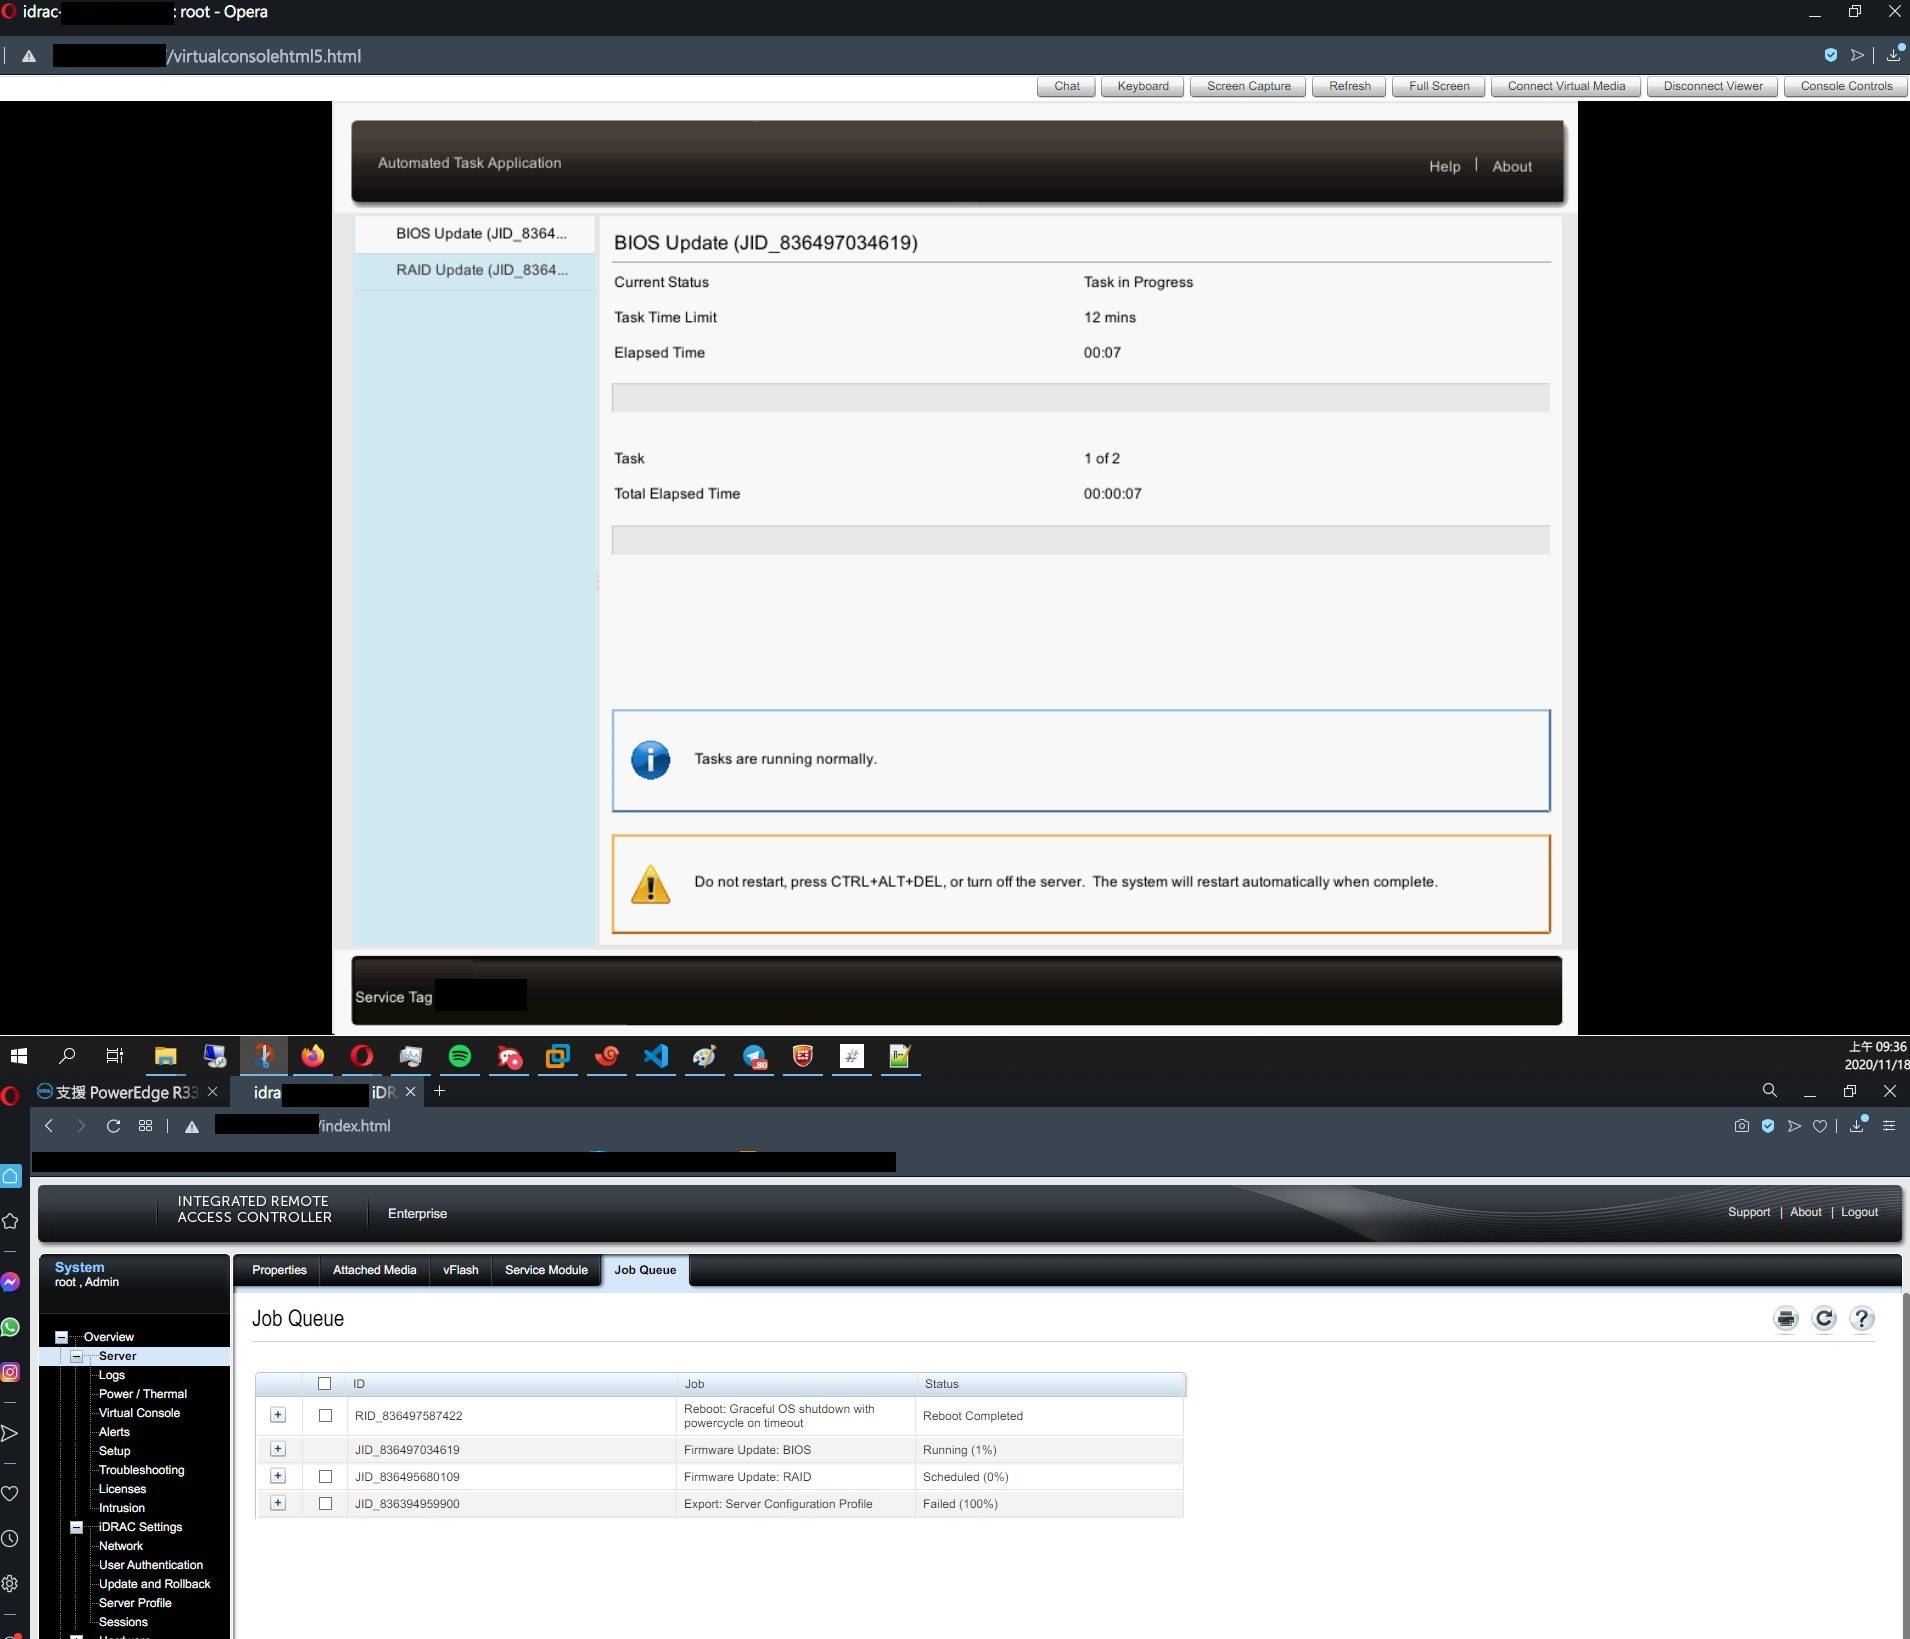 idrac- : root - Opera
/virtualconsolehtml5.html
Chat Keyboard Screen Capture Refresh Full Screen Connect Virtual Media Disconnect Viewer Console Controls
Automated Task Application
Help | About
BIOS Update (JID_8364...
RAID Update (JID_8364...
BIOS Update (JID_836497034619)
Current Status Task in Progress
Task Time Limit 12 mins
Elapsed Time 00:07
Task 1 of 2
Total Elapsed Time 00:00:07
Tasks are running normally.
Do not restart, press CTRL+ALT+DEL, or turn off the server. The system will restart automatically when complete.
Service Tag
80
上午 09:36
2020/11/18
支援 PowerEdge R33
idra iDR
/index.html
INTEGRATED REMOTE
ACCESS CONTROLLER
Enterprise
Support | About | Logout
System
root , Admin
Properties Attached Media vFlash Service Module Job Queue
Overview
Server
Logs
Power / Thermal
Virtual Console
Alerts
Setup
Troubleshooting
Licenses
Intrusion
iDRAC Settings
Network
User Authentication
Update and Rollback
Server Profile
Sessions
Job Queue
ID Job Status
RID_836497587422 Reboot: Graceful OS shutdown with powercycle on timeout Reboot Completed
JID_836497034619 Firmware Update: BIOS Running (1%)
JID_836495680109 Firmware Update: RAID Scheduled (0%)
JID_836394959900 Export: Server Configuration Profile Failed (100%)